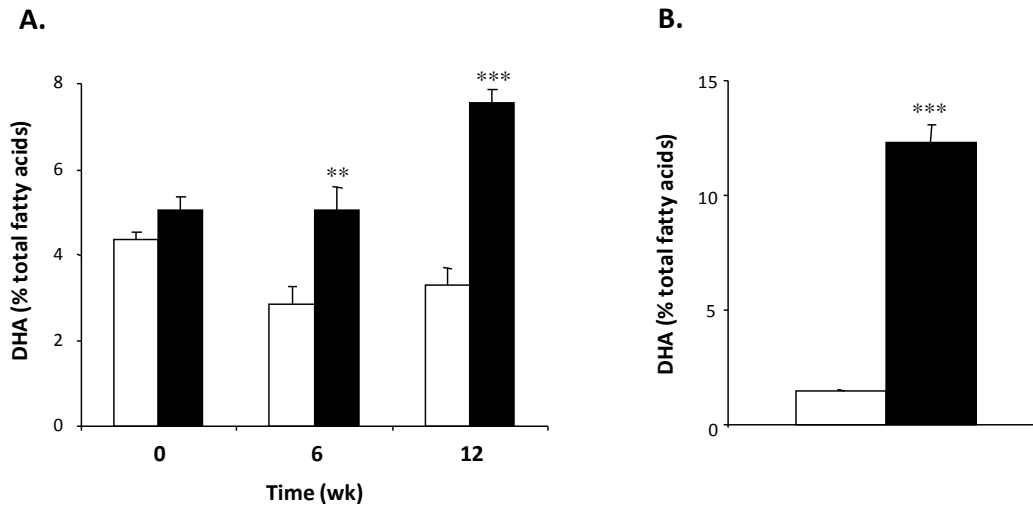 A.
DHA (% total fatty acids)
8
6
4
2
0
**
***
0 6 12
Time (wk)
B.
DHA (% total fatty acids)
15
10
5
0
***